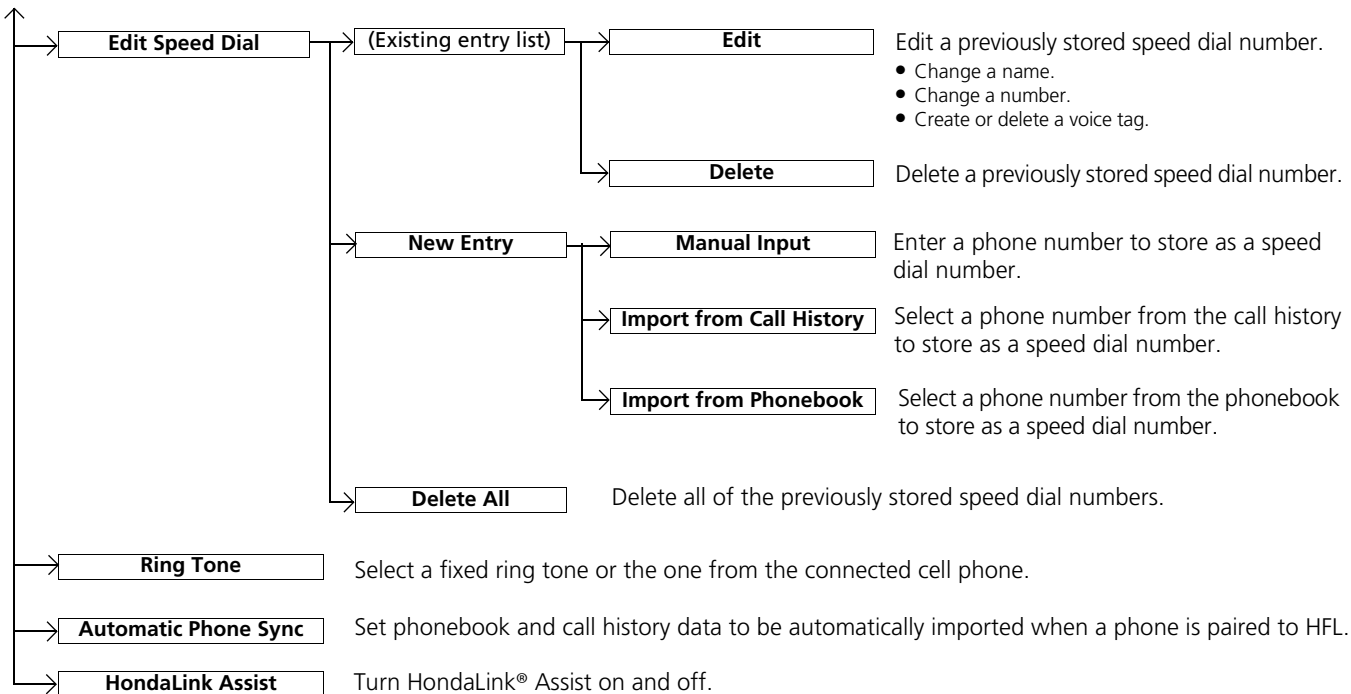 Edit Speed Dial
(Existing entry list)
Edit
Edit a previously stored speed dial number.
• Change a name.
• Change a number.
• Create or delete a voice tag.
Delete
Delete a previously stored speed dial number.
New Entry
Manual Input
Enter a phone number to store as a speed
dial number.
Import from Call History
Select a phone number from the call history
to store as a speed dial number.
Import from Phonebook
Select a phone number from the phonebook
to store as a speed dial number.
Delete All
Delete all of the previously stored speed dial numbers.
Ring Tone
Select a fixed ring tone or the one from the connected cell phone.
Automatic Phone Sync
Set phonebook and call history data to be automatically imported when a phone is paired to HFL.
HondaLink Assist
Turn HondaLink® Assist on and off.